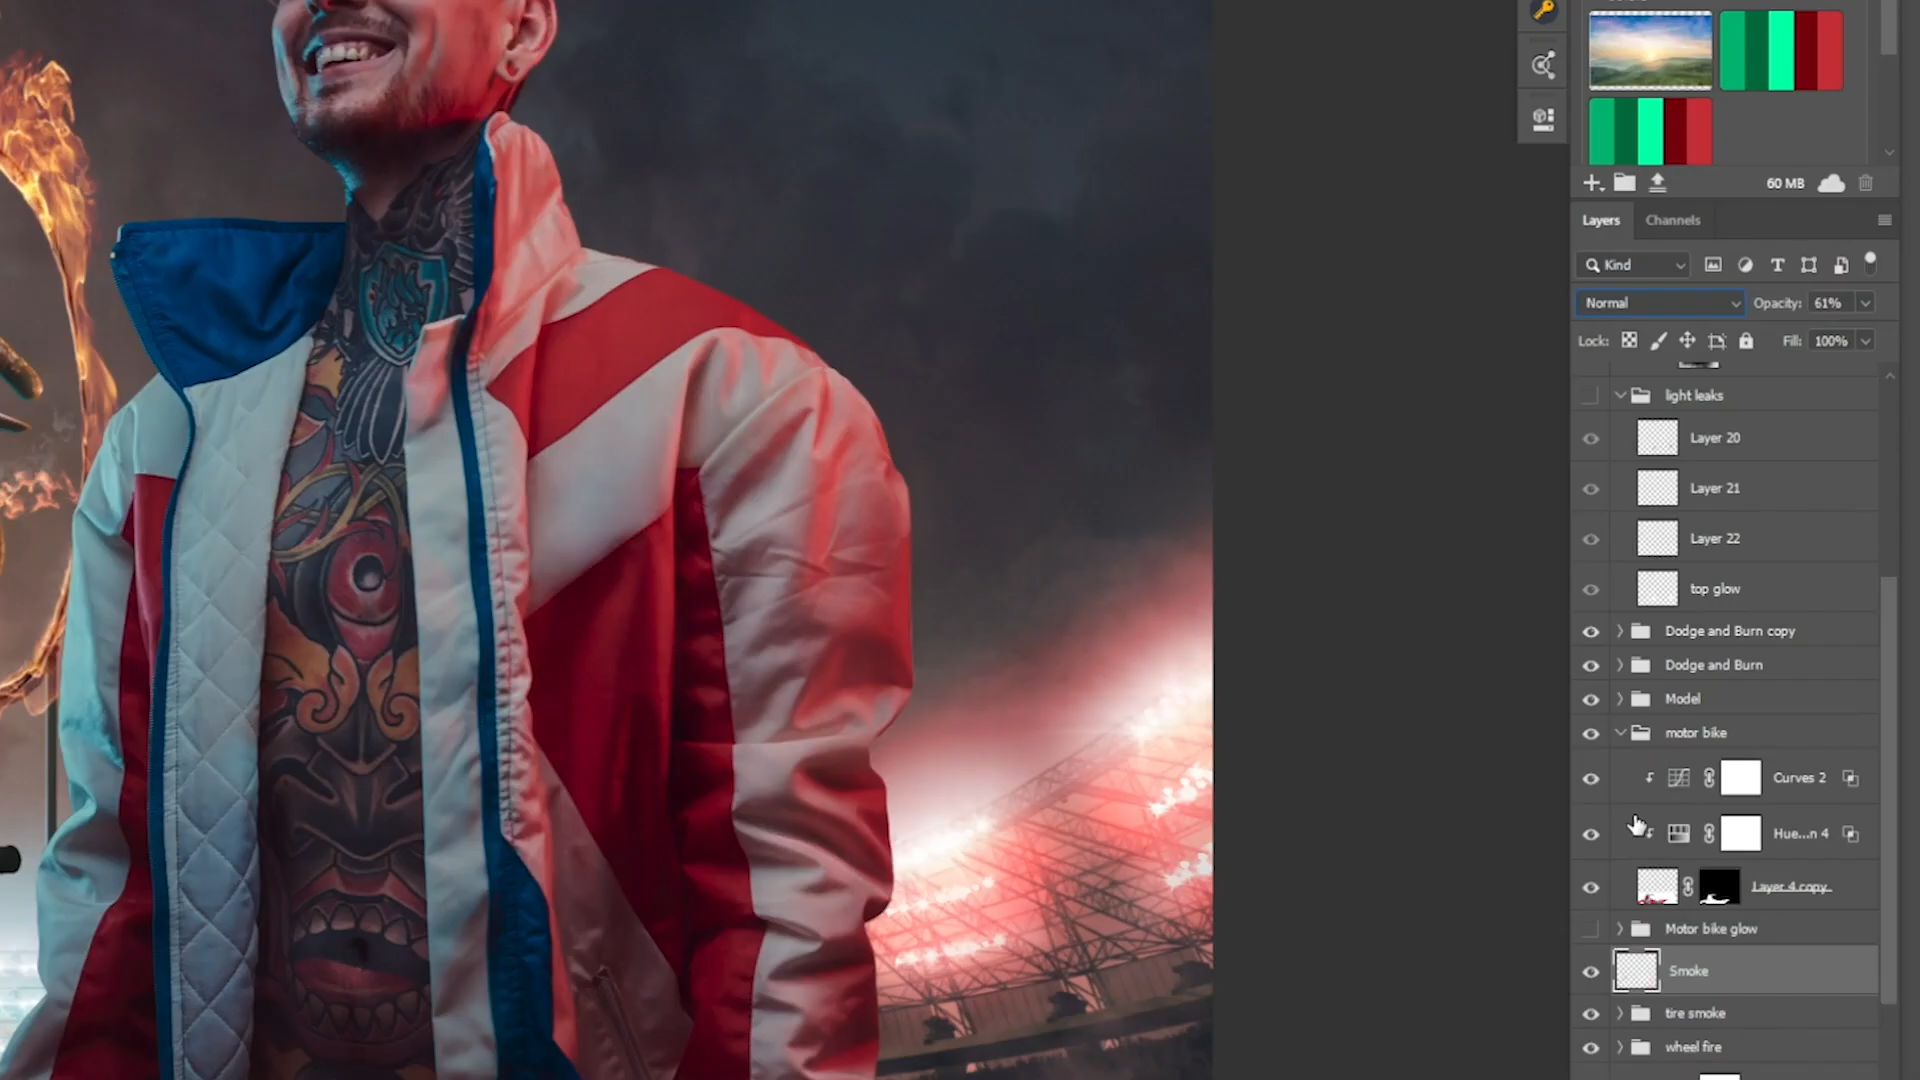 60 MB
Layers Channels
Kind
Normal Opacity: 61%
Lock: Fill: 100%
light leaks
Layer 20
Layer 21
Layer 22
top glow
Dodge and Burn copy
Dodge and Burn
Model
motor bike
Curves 2
Hue...n 4
Layer 4 copy
Motor bike glow
Smoke
tire smoke
wheel fire